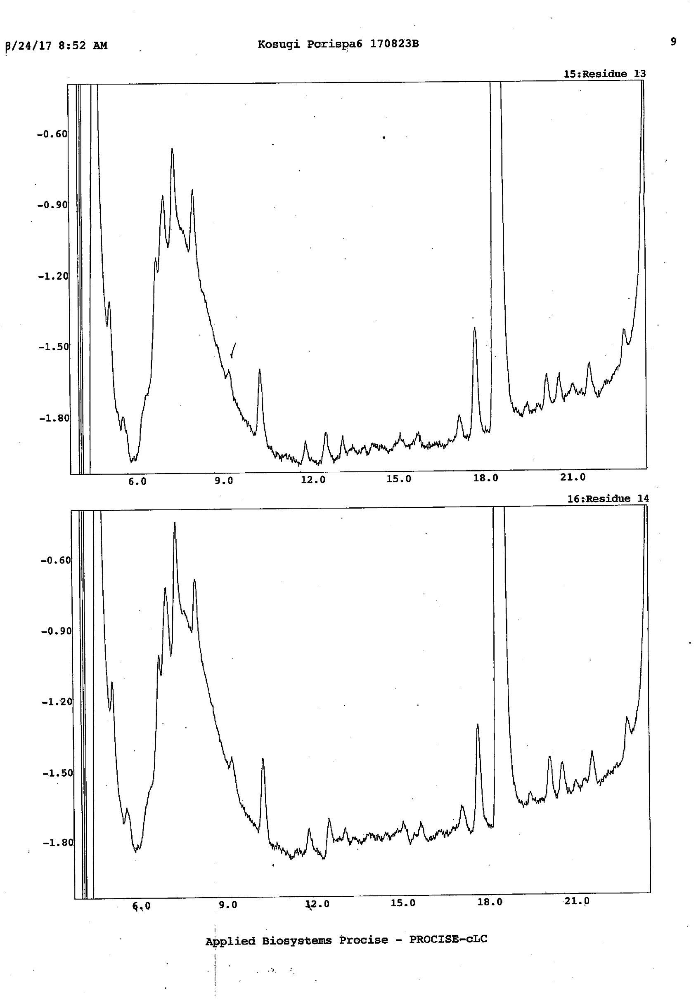 8/24/17 8:52 AM
Kosugi Pcrispa6 170823B
9
15:Residue 13
-0.60
-0.90
-1.20
-1.50
-1.80
6.0 9.0 12.0 15.0 18.0 21.0
16:Residue 14
-0.60
-0.90
-1.20
-1.50
-1.80
6.0 9.0 12.0 15.0 18.0 21.0
Applied Biosystems Procise - PROCISE-cLC